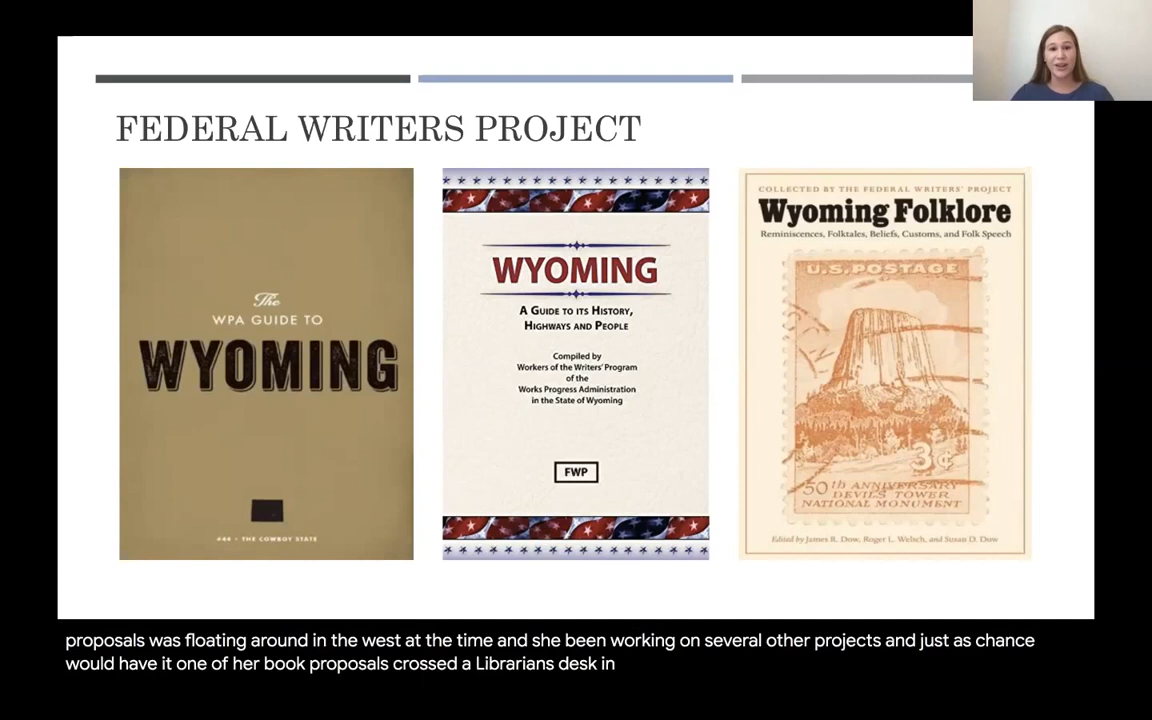 FEDERAL WRITERS PROJECT
The
WPA GUIDE TO
WYOMING
#44 • THE COWBOY STATE
WYOMING
A GUIDE TO ITS HISTORY,
HIGHWAYS AND PEOPLE
Compiled by
Workers of the Writers' Program
of the
Works Progress Administration
in the State of Wyoming
FWP
COLLECTED BY THE FEDERAL WRITERS' PROJECT
Wyoming Folklore
Reminiscences, Folktales, Beliefs, Customs, and Folk Speech
U.S. POSTAGE
3¢
50th ANNIVERSARY
DEVILS TOWER
NATIONAL MONUMENT
Edited by James R. Dow, Roger L. Welsch, and Susan D. Dow
proposals was floating around in the west at the time and she been working on several other projects and just as chance
would have it one of her book proposals crossed a Librarians desk in